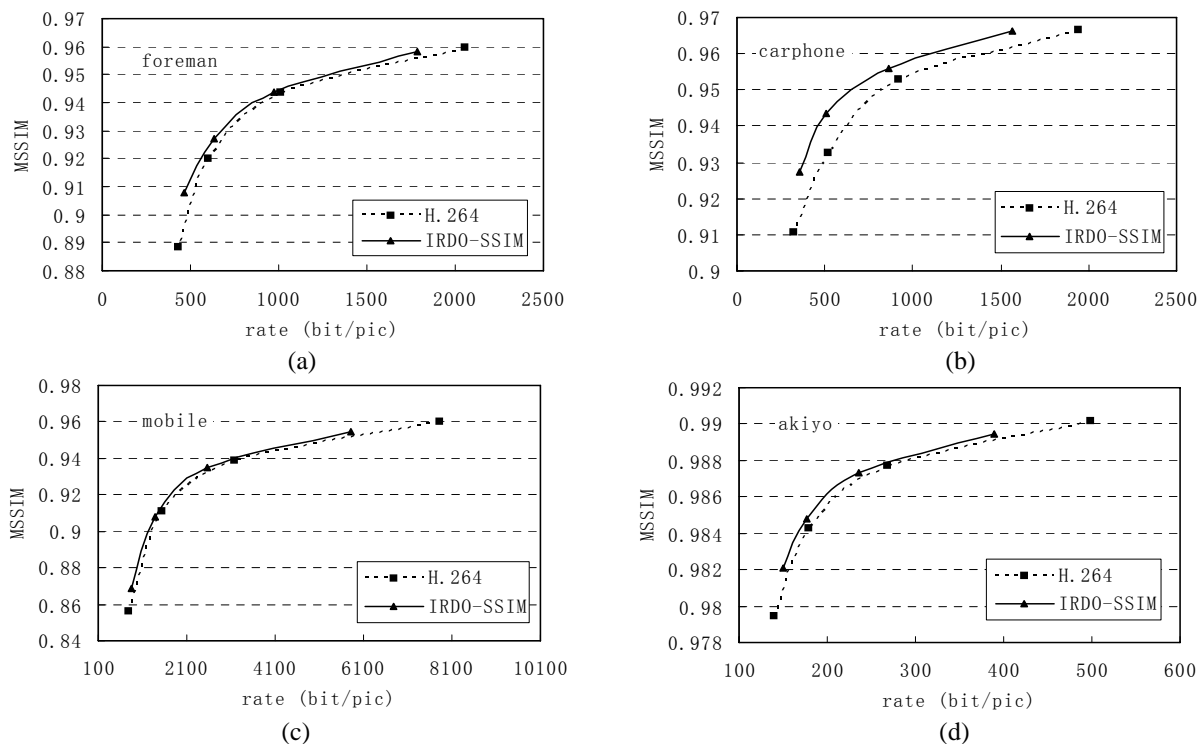 0.97
0.96
0.95
0.94
0.93
0.92
0.91
0.9
0.89
0.88
MSSIM
foreman
H.264
IRDO-SSIM
0 500 1000 1500 2000 2500
rate (bit/pic)
(a)
0.97
0.96
0.95
0.94
0.93
0.92
0.91
0.9
MSSIM
carphone
H.264
IRDO-SSIM
0 500 1000 1500 2000 2500
rate (bit/pic)
(b)
0.98
0.96
0.94
0.92
0.9
0.88
0.86
0.84
MSSIM
mobile
H.264
IRDO-SSIM
100 2100 4100 6100 8100 10100
rate (bit/pic)
(c)
0.992
0.99
0.988
0.986
0.984
0.982
0.98
0.978
MSSIM
akiyo
H.264
IRDO-SSIM
100 200 300 400 500 600
rate (bit/pic)
(d)